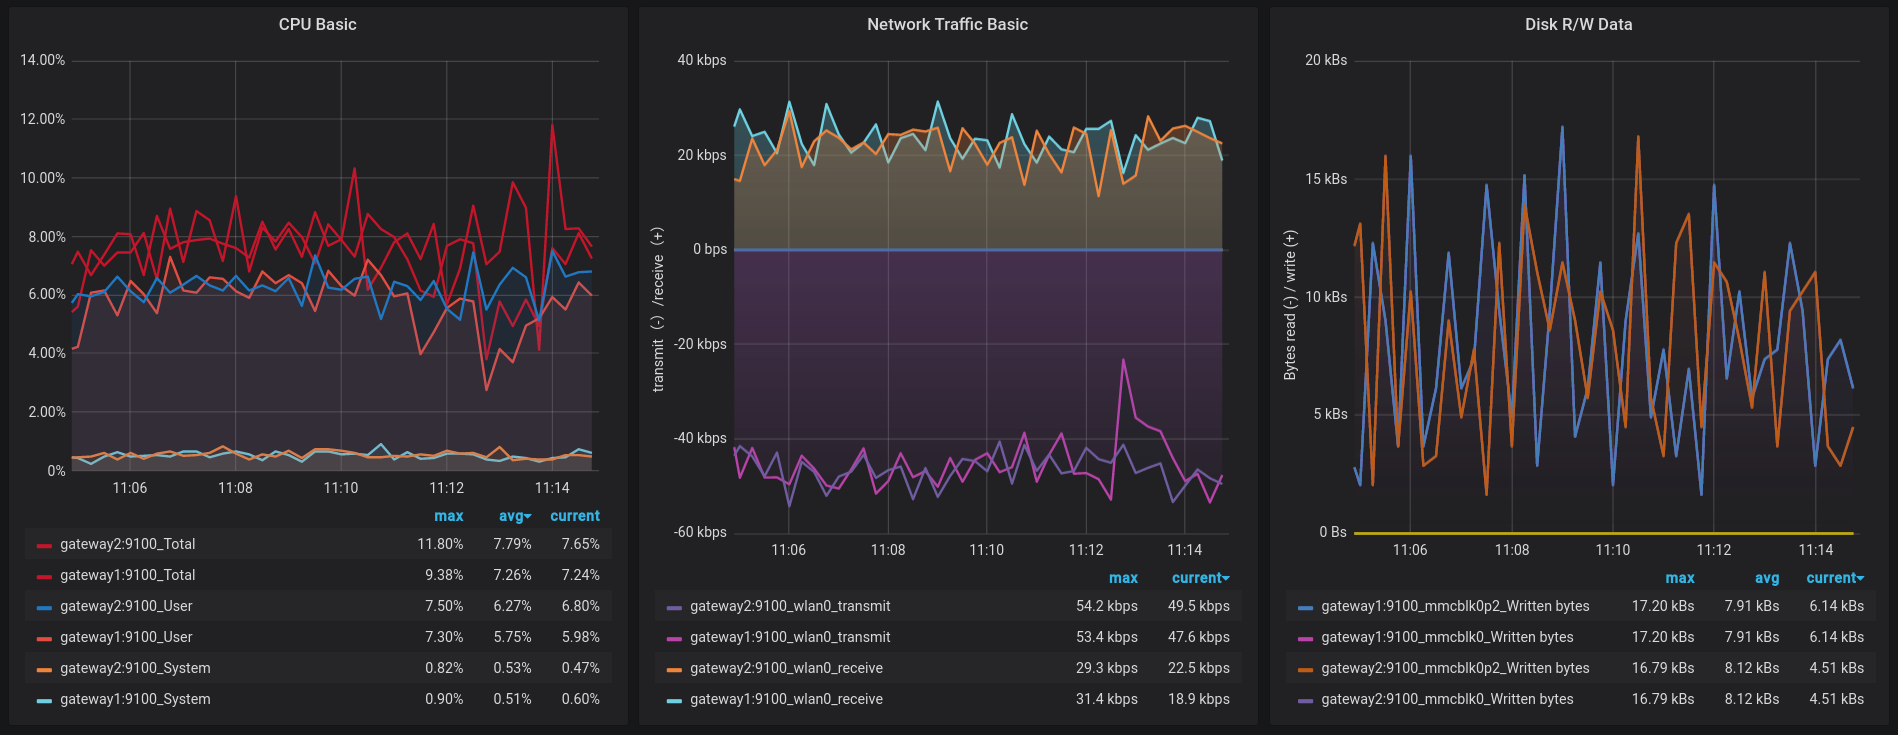 CPU Basic
14.00%
12.00%
10.00%
8.00%
6.00%
4.00%
2.00%
0%
11:06 11:08 11:10 11:12 11:14
max avg current
gateway2:9100_Total 11.80% 7.79% 7.65%
gateway1:9100_Total 9.38% 7.26% 7.24%
gateway2:9100_User 7.50% 6.27% 6.80%
gateway1:9100_User 7.30% 5.75% 5.98%
gateway2:9100_System 0.82% 0.53% 0.47%
gateway1:9100_System 0.90% 0.51% 0.60%
Network Traffic Basic
transmit (-) /receive (+)
40 kbps
20 kbps
0 bps
-20 kbps
-40 kbps
-60 kbps
11:06 11:08 11:10 11:12 11:14
max current
gateway2:9100_wlan0_transmit 54.2 kbps 49.5 kbps
gateway1:9100_wlan0_transmit 53.4 kbps 47.6 kbps
gateway2:9100_wlan0_receive 29.3 kbps 22.5 kbps
gateway1:9100_wlan0_receive 31.4 kbps 18.9 kbps
Disk R/W Data
Bytes read (-) / write (+)
20 kBs
15 kBs
10 kBs
5 kBs
0 Bs
11:06 11:08 11:10 11:12 11:14
max avg current
gateway1:9100_mmcblk0p2_Written bytes 17.20 kBs 7.91 kBs 6.14 kBs
gateway1:9100_mmcblk0_Written bytes 17.20 kBs 7.91 kBs 6.14 kBs
gateway2:9100_mmcblk0p2_Written bytes 16.79 kBs 8.12 kBs 4.51 kBs
gateway2:9100_mmcblk0_Written bytes 16.79 kBs 8.12 kBs 4.51 kBs